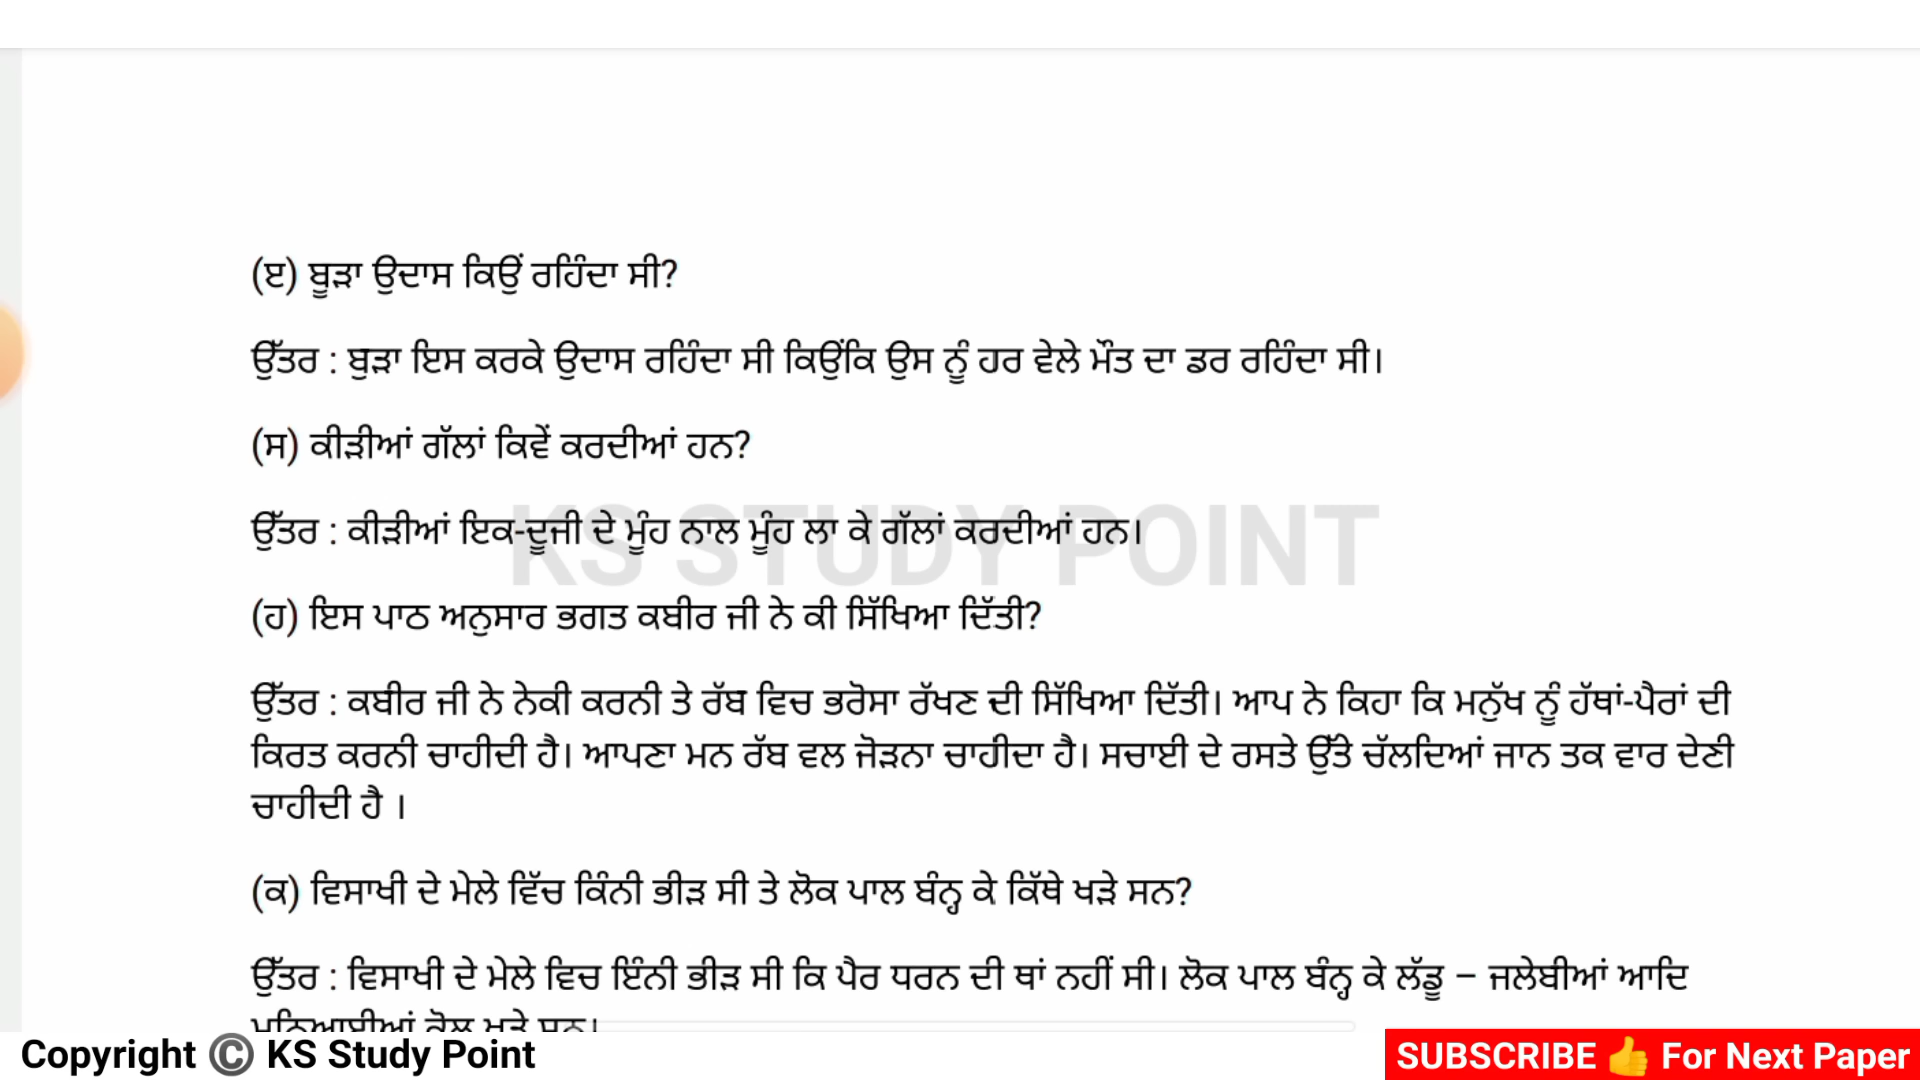 (ੲ) ਬੂੜਾ ਉਦਾਸ ਕਿਉਂ ਰਹਿੰਦਾ ਸੀ?
ਉੱਤਰ : ਬੁੜਾ ਇਸ ਕਰਕੇ ਉਦਾਸ ਰਹਿੰਦਾ ਸੀ ਕਿਉਂਕਿ ਉਸ ਨੂੰ ਹਰ ਵੇਲੇ ਮੌਤ ਦਾ ਡਰ ਰਹਿੰਦਾ ਸੀ।
(ਸ) ਕੀੜੀਆਂ ਗੱਲਾਂ ਕਿਵੇਂ ਕਰਦੀਆਂ ਹਨ?
KS STUDY POINT
ਉੱਤਰ : ਕੀੜੀਆਂ ਇਕ-ਦੂਜੀ ਦੇ ਮੂੰਹ ਨਾਲ ਮੂੰਹ ਲਾ ਕੇ ਗੱਲਾਂ ਕਰਦੀਆਂ ਹਨ।
(ਹ) ਇਸ ਪਾਠ ਅਨੁਸਾਰ ਭਗਤ ਕਬੀਰ ਜੀ ਨੇ ਕੀ ਸਿੱਖਿਆ ਦਿੱਤੀ?
ਉੱਤਰ : ਕਬੀਰ ਜੀ ਨੇ ਨੇਕੀ ਕਰਨੀ ਤੇ ਰੱਬ ਵਿਚ ਭਰੋਸਾ ਰੱਖਣ ਦੀ ਸਿੱਖਿਆ ਦਿੱਤੀ। ਆਪ ਨੇ ਕਿਹਾ ਕਿ ਮਨੁੱਖ ਨੂੰ ਹੱਥਾਂ-ਪੈਰਾਂ ਦੀ
ਕਿਰਤ ਕਰਨੀ ਚਾਹੀਦੀ ਹੈ। ਆਪਣਾ ਮਨ ਰੱਬ ਵਲ ਜੋੜਨਾ ਚਾਹੀਦਾ ਹੈ। ਸਚਾਈ ਦੇ ਰਸਤੇ ਉੱਤੇ ਚੱਲਦਿਆਂ ਜਾਨ ਤਕ ਵਾਰ ਦੇਣੀ
ਚਾਹੀਦੀ ਹੈ ।
(ਕ) ਵਿਸਾਖੀ ਦੇ ਮੇਲੇ ਵਿੱਚ ਕਿੰਨੀ ਭੀੜ ਸੀ ਤੇ ਲੋਕ ਪਾਲ ਬੰਨ੍ਹ ਕੇ ਕਿੱਥੇ ਖੜੇ ਸਨ?
ਉੱਤਰ : ਵਿਸਾਖੀ ਦੇ ਮੇਲੇ ਵਿਚ ਇੰਨੀ ਭੀੜ ਸੀ ਕਿ ਪੈਰ ਧਰਨ ਦੀ ਥਾਂ ਨਹੀਂ ਸੀ। ਲੋਕ ਪਾਲ ਬੰਨ੍ਹ ਕੇ ਲੱਡੂ – ਜਲੇਬੀਆਂ ਆਦਿ
Copyright © KS Study Point
SUBSCRIBE 👍 For Next Paper